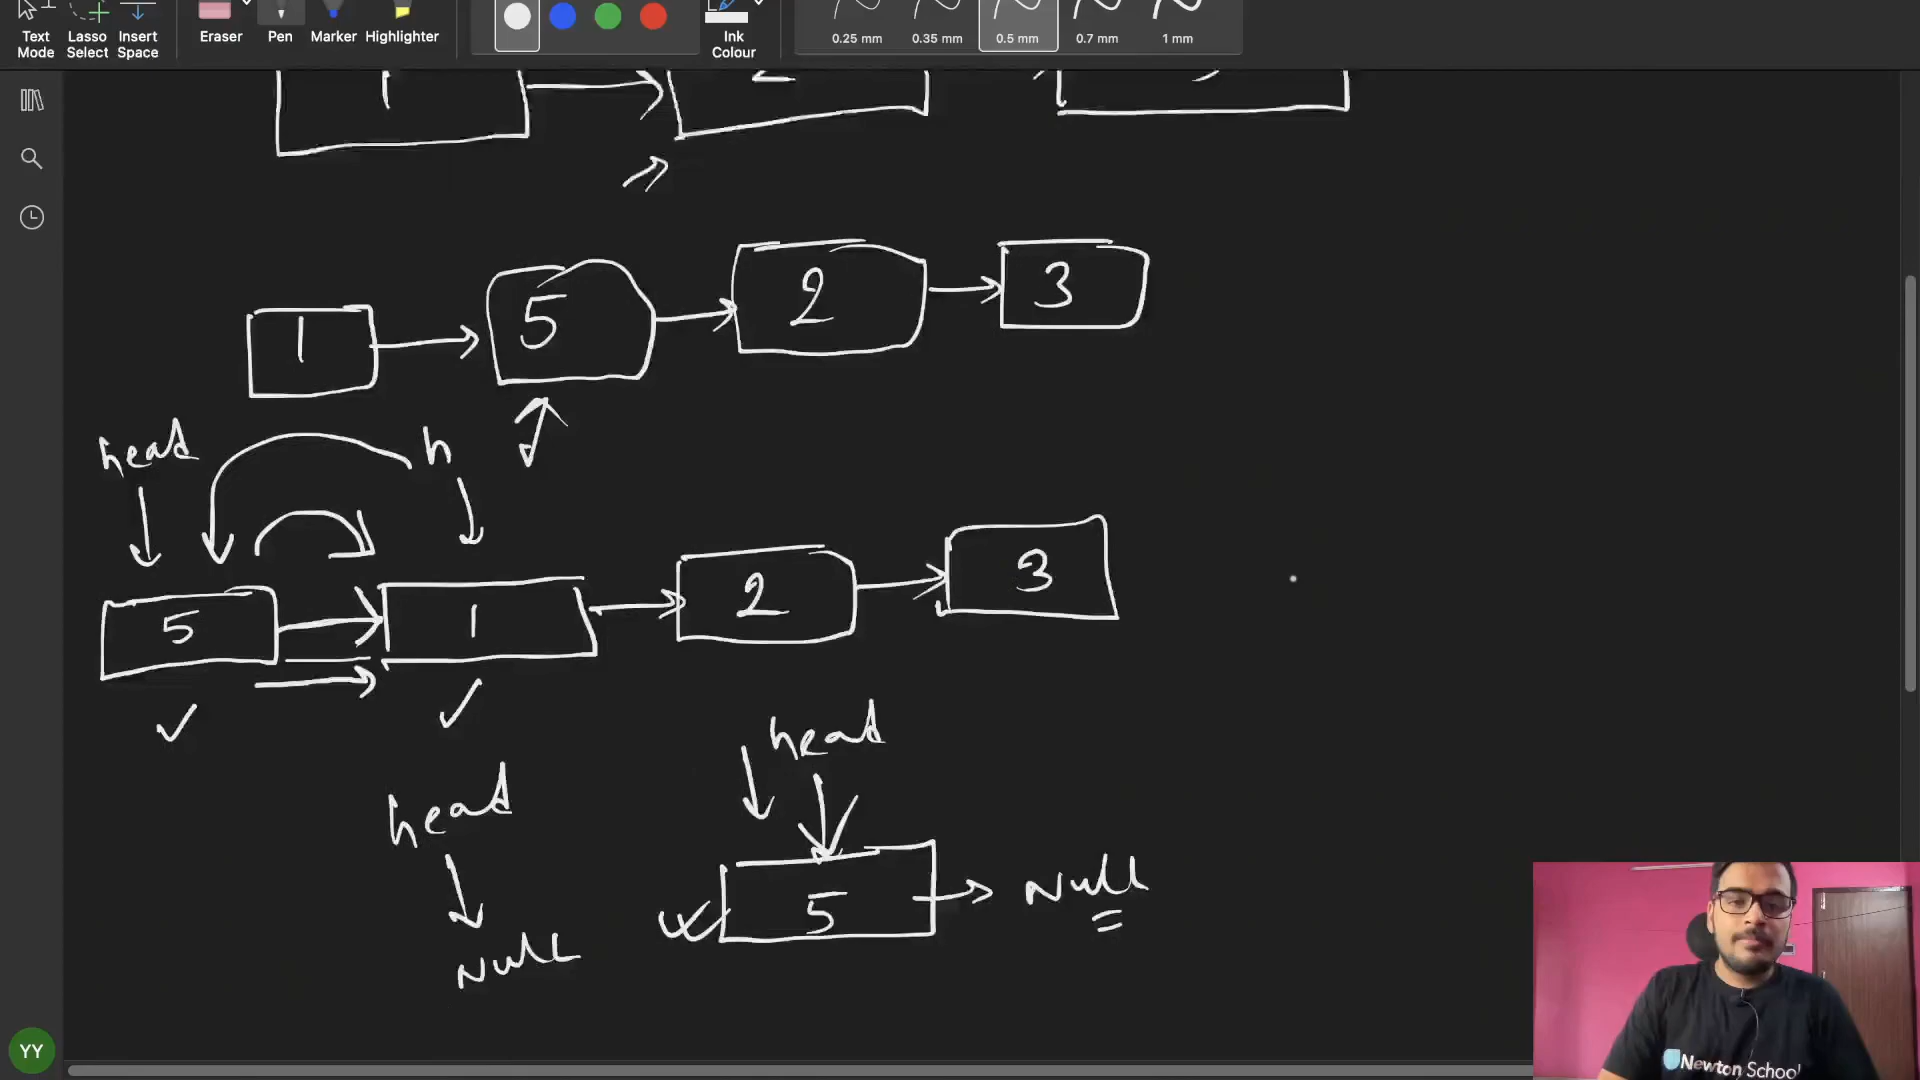 Text Mode
Lasso Select
Insert Space
Eraser
Pen
Marker
Highlighter
Ink Colour
0.25 mm
0.35 mm
0.5 mm
0.7 mm
1 mm
1 2
1 5 2 3
head h
5 1 2 3
head
head
5 Null
Null
YY
Newton School